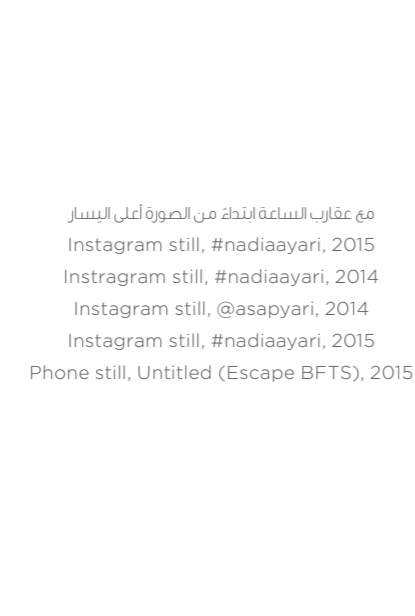 مع عقارب الساعة ابتداءً من الصورة أعلى اليسار
Instagram still, #nadiaayari, 2015
Instragram still, #nadiaayari, 2014
Instagram still, @asapyari, 2014
Instagram still, #nadiaayari, 2015
Phone still, Untitled (Escape BFTS), 2015